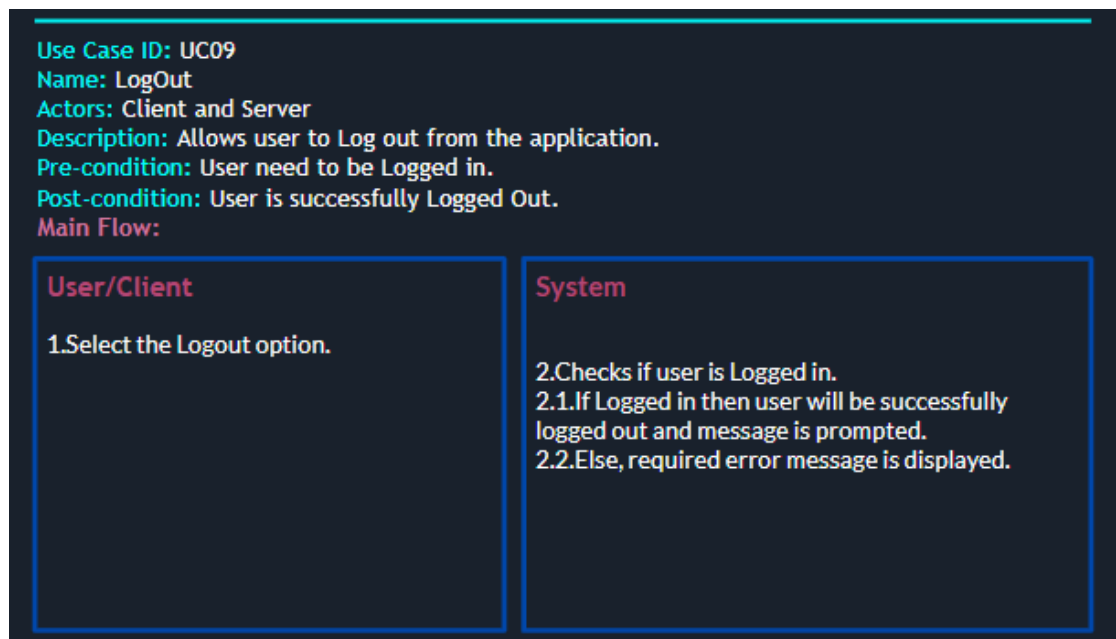 Use Case ID: UC09
Name: LogOut
Actors: Client and Server
Description: Allows user to Log out from the application.
Pre-condition: User need to be Logged in.
Post-condition: User is successfully Logged Out.
Main Flow:
User/Client
1.Select the Logout option.
System
2.Checks if user is Logged in.
2.1.If Logged in then user will be successfully
logged out and message is prompted.
2.2.Else, required error message is displayed.